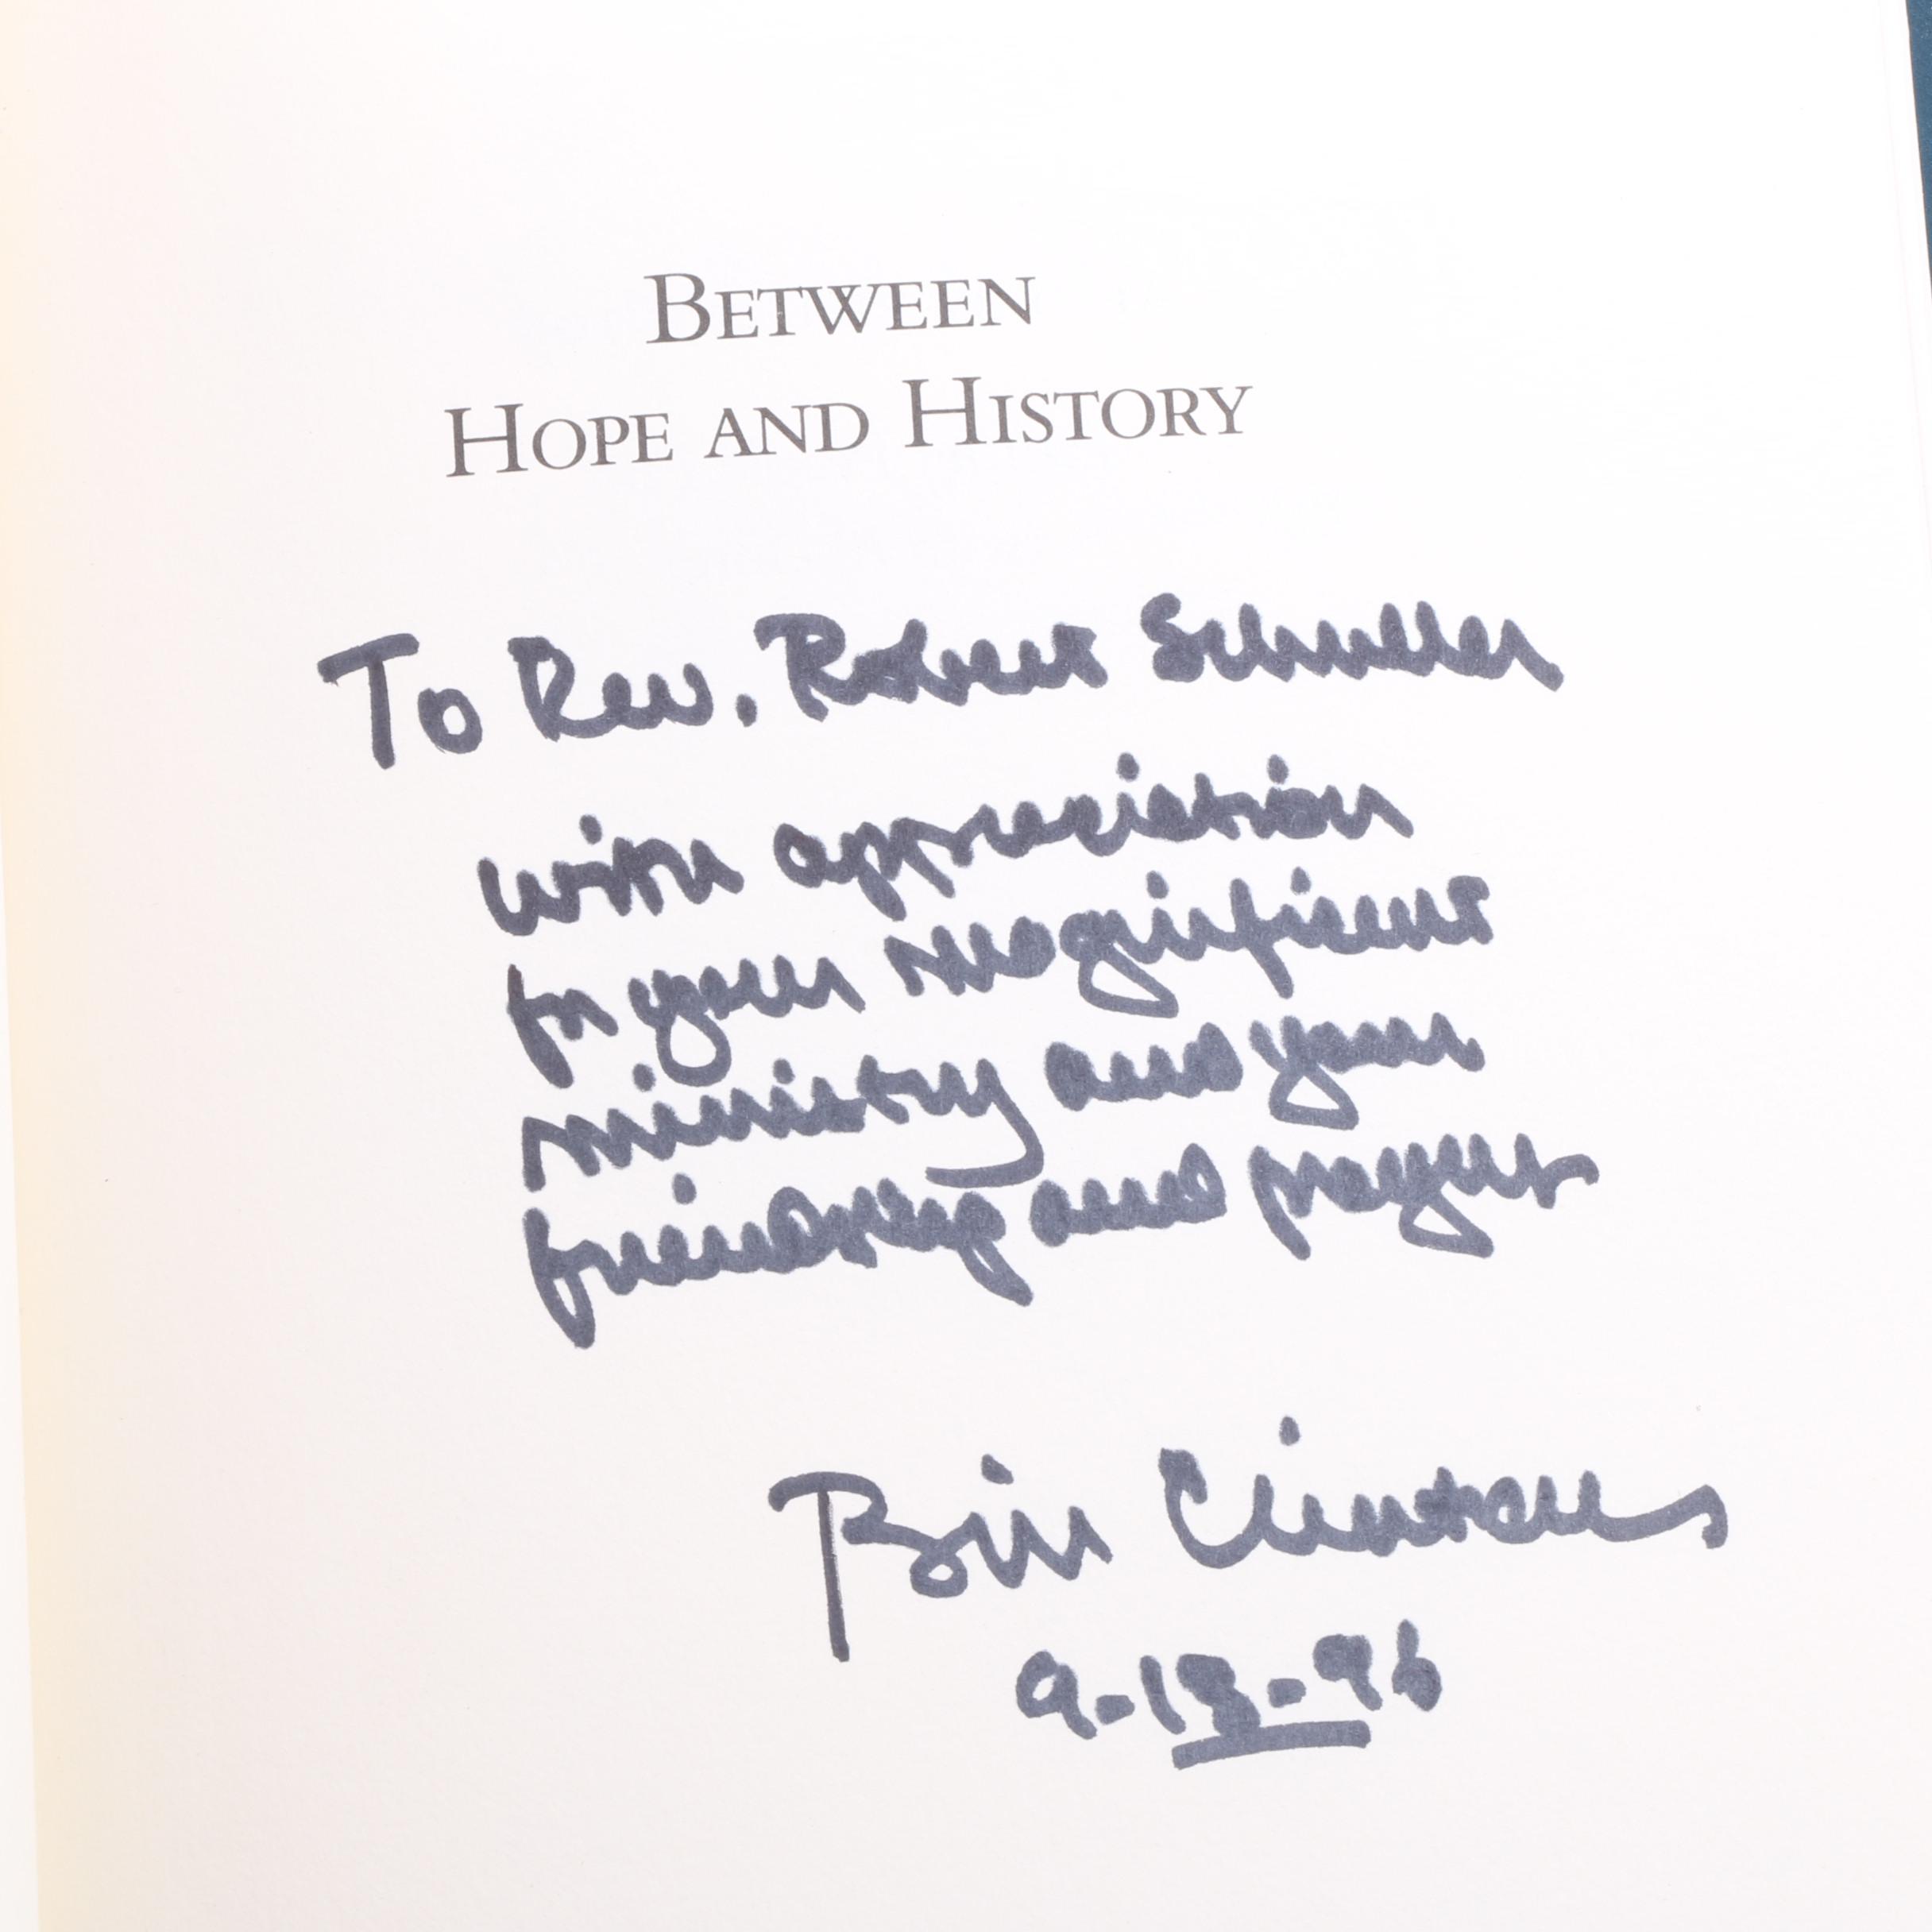 BETWEEN
HOPE AND HISTORY
To Rev. Robert Schuller
with appreciation
for your magnificent
ministry and your
friendship and prayers
Bill Clinton
9-18-96